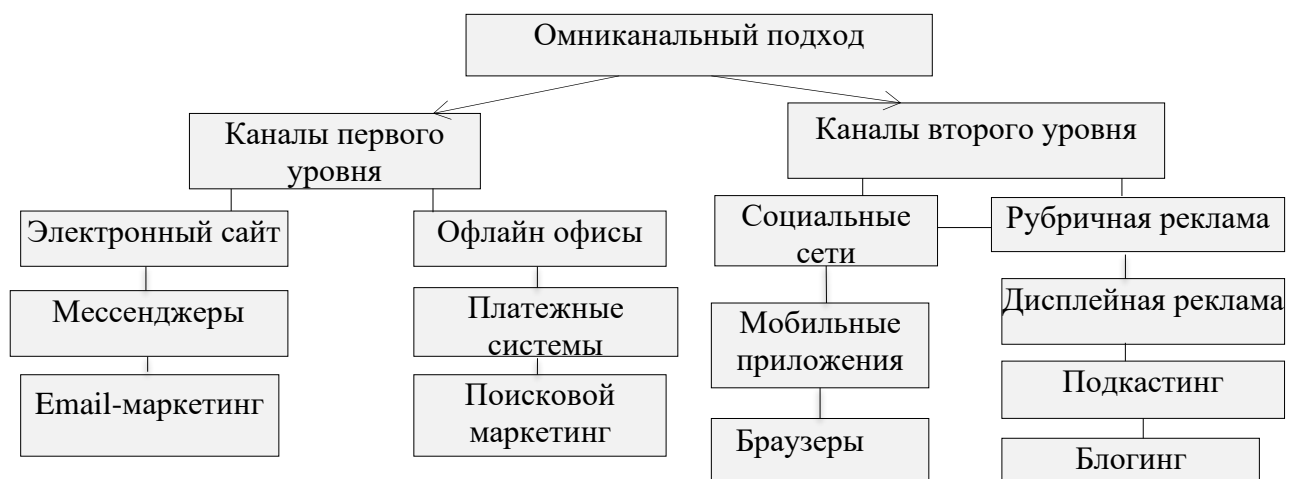 Омниканальный подход
Каналы первого
уровня
Каналы второго уровня
Электронный сайт
Офлайн офисы
Социальные
сети
Рубричная реклама
Мессенджеры
Платежные
системы
Мобильные
приложения
Дисплейная реклама
Email-маркетинг
Поисковой
маркетинг
Браузеры
Подкастинг
Блогинг